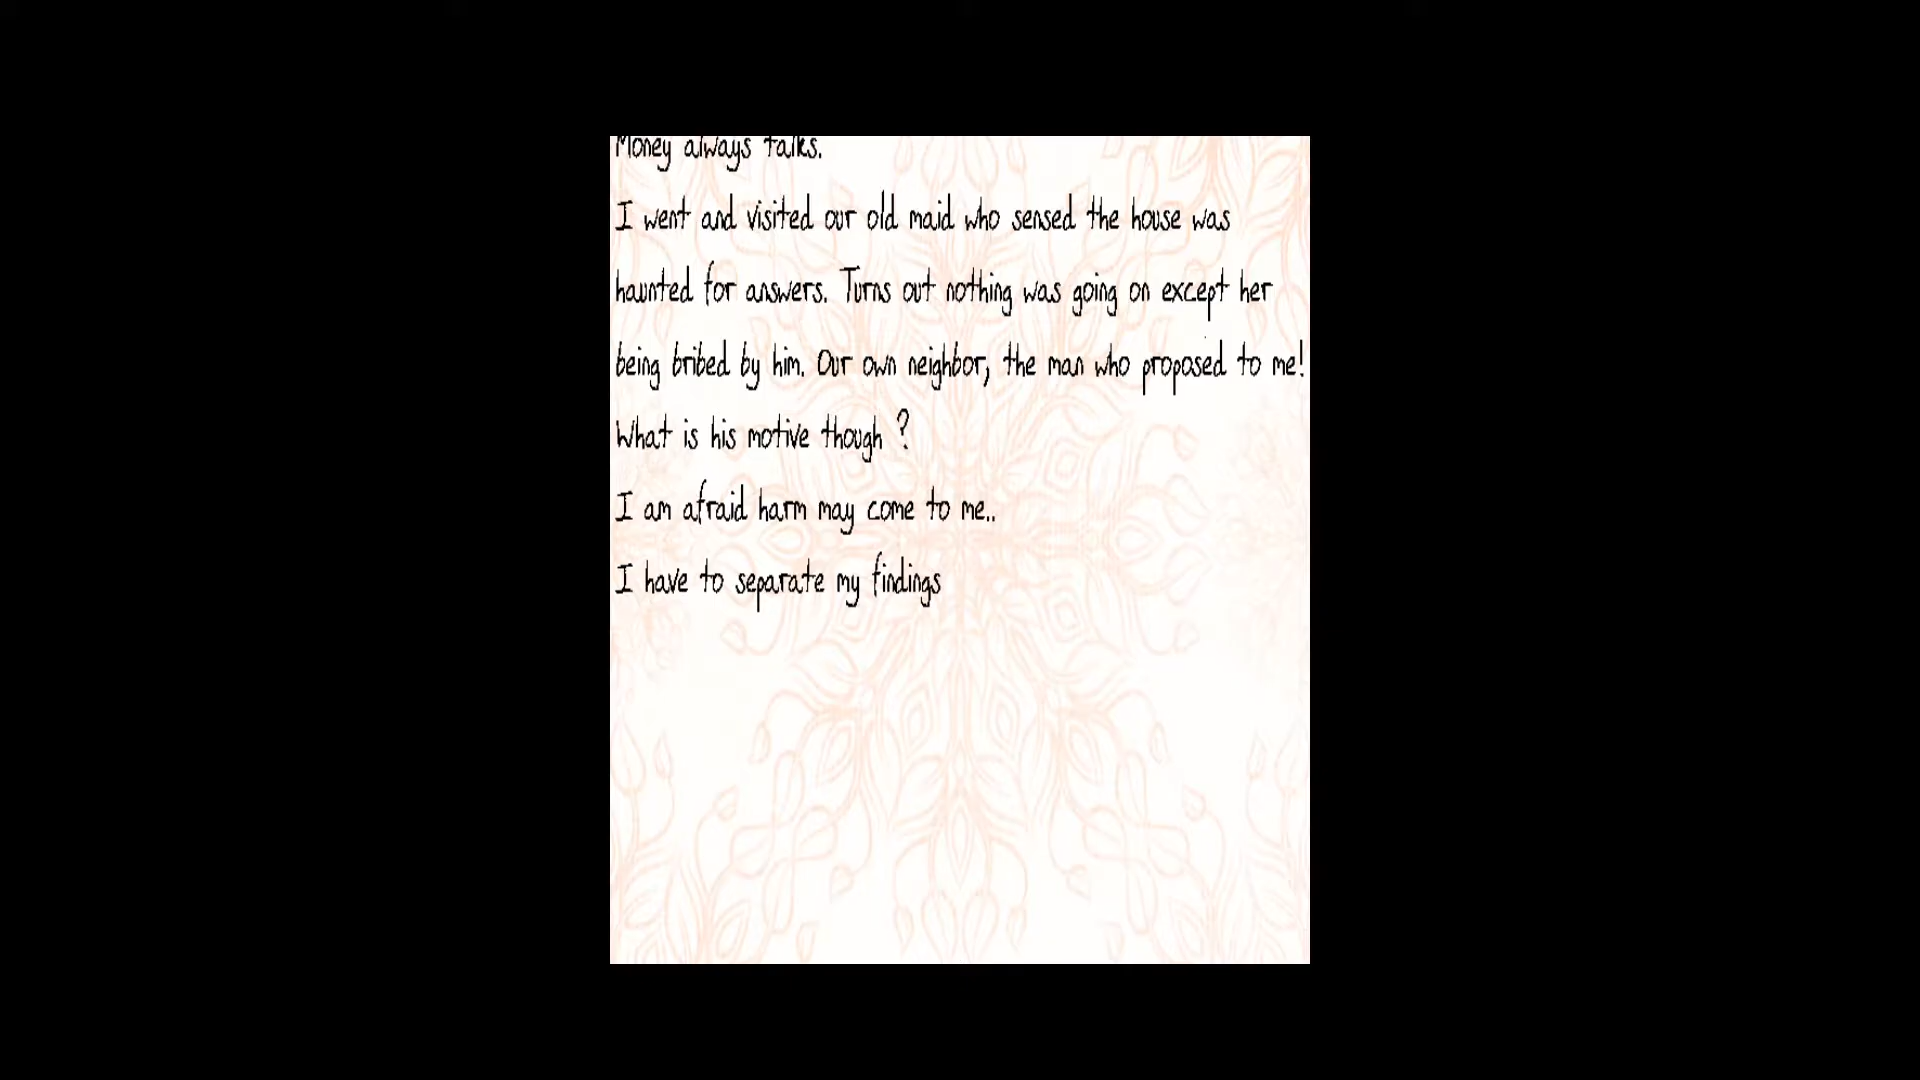 Money always talks.
I went and visited our old maid who sensed the house was
haunted for answers. Turns out nothing was going on except her
being bribed by him. Our own neighbor, the man who proposed to me!
What is his motive though ?
I am afraid harm may come to me..
I have to separate my findings